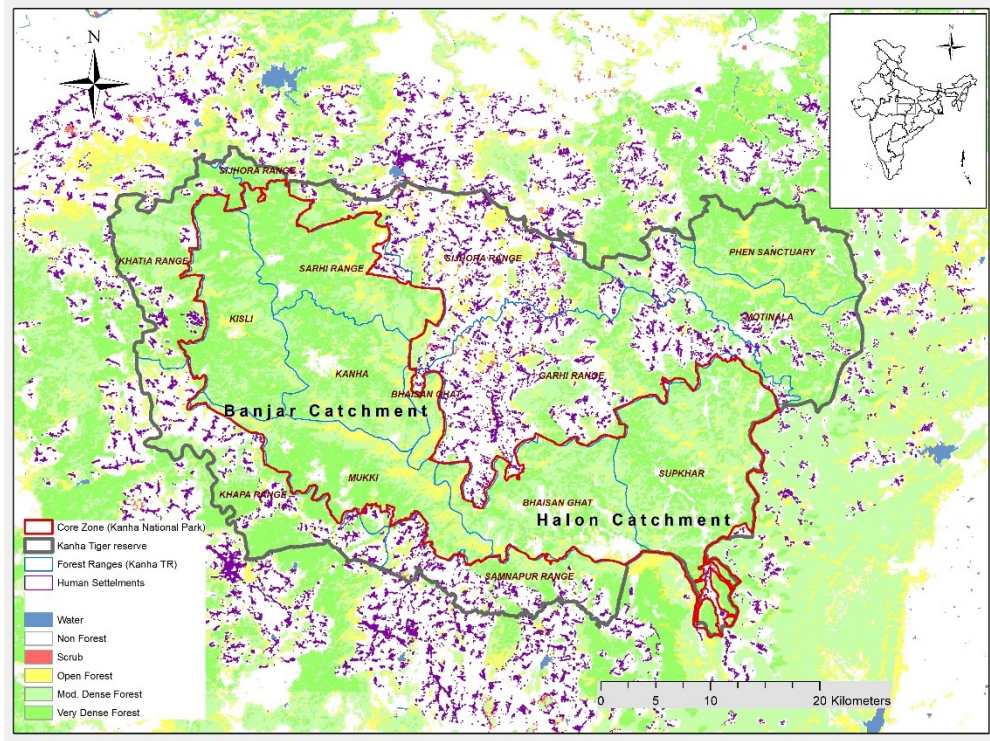 N
N
SIJHORA RANGE
KHATIA RANGE
SARHI RANGE
SIJHORA RANGE
PHEN SANCTUARY
KISLI
MOTINALA
KANHA
BHAISAN GHAT
GARHI RANGE
Banjar Catchment
MUKKI
SUPKHAR
KHAPA RANGE
BHAISAN GHAT
Halon Catchment
SAMNAPUR RANGE
Core Zone (Kanha National Park)
Kanha Tiger reserve
Forest Ranges (Kanha TR)
Human Settelments
Water
Non Forest
Scrub
Open Forest
Mod. Dense Forest
Very Dense Forest
0 5 10 20 Kilometers